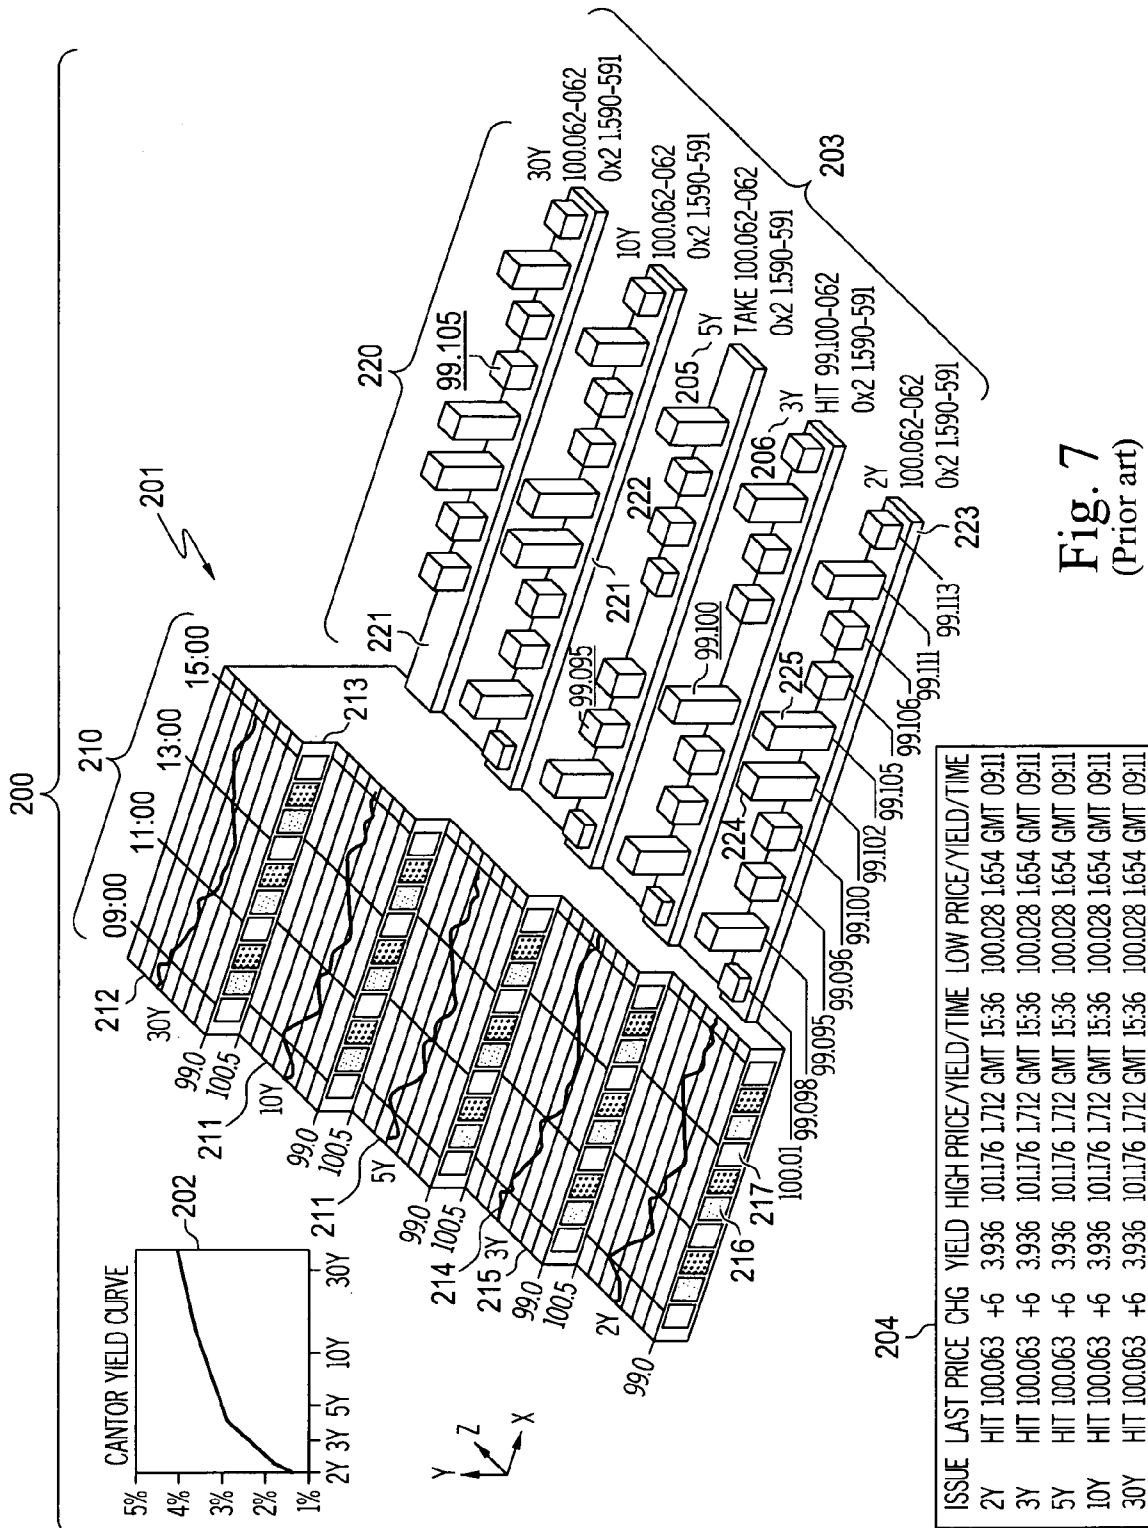 200
CANTOR YIELD CURVE
202
5%
4%
3%
2%
1%
2Y 3Y 5Y 10Y 30Y
Y
Z
X
210
201
09:00
11:00
13:00
15:00
212
30Y
213
99.0
100.5
211
10Y
99.0
100.5
211
5Y
99.0
100.5
214
3Y
215
99.0
100.5
2Y
99.0
216
217
220
221
99.105
30Y
100.062-062
0x2 1.590-591
10Y
100.062-062
0x2 1.590-591
221
99.095
222
205
5Y
TAKE 100.062-062
0x2 1.590-591
99.100
206
3Y
HIT 99.100-062
0x2 1.590-591
224
225
2Y
100.062-062
0x2 1.590-591
223
203
100.01
99.098
99.095
99.096
99.100
99.102
99.105
99.106
99.111
99.113
204
ISSUE LAST PRICE CHG YIELD HIGH PRICE/YIELD/TIME LOW PRICE/YIELD/TIME
2Y HIT 100.063 +6 3.936 101.176 1.712 GMT 15:36 100.028 1.654 GMT 09:11
3Y HIT 100.063 +6 3.936 101.176 1.712 GMT 15:36 100.028 1.654 GMT 09:11
5Y HIT 100.063 +6 3.936 101.176 1.712 GMT 15:36 100.028 1.654 GMT 09:11
10Y HIT 100.063 +6 3.936 101.176 1.712 GMT 15:36 100.028 1.654 GMT 09:11
30Y HIT 100.063 +6 3.936 101.176 1.712 GMT 15:36 100.028 1.654 GMT 09:11
Fig. 7
(Prior art)